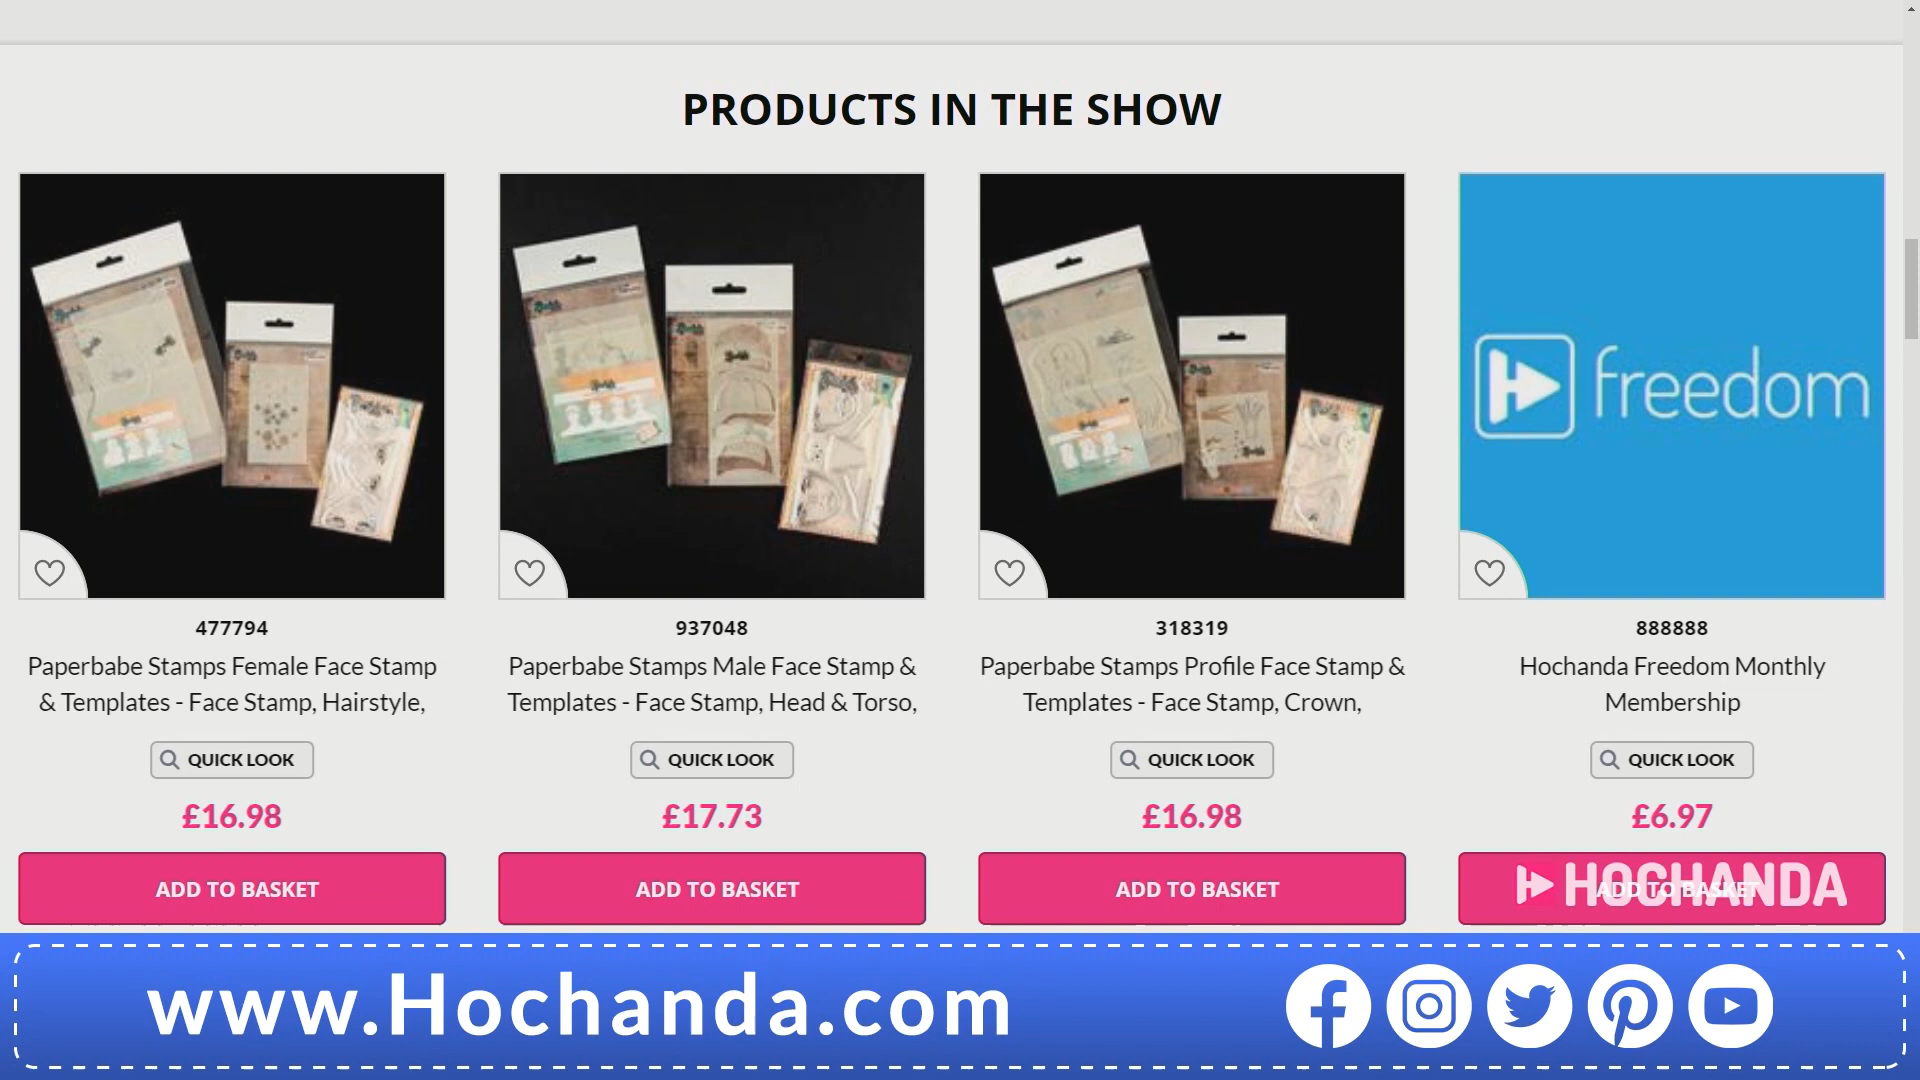 PRODUCTS IN THE SHOW
freedom
477794
Paperbabe Stamps Female Face Stamp
& Templates - Face Stamp, Hairstyle,
QUICK LOOK
£16.98
ADD TO BASKET
937048
Paperbabe Stamps Male Face Stamp &
Templates - Face Stamp, Head & Torso,
QUICK LOOK
£17.73
ADD TO BASKET
318319
Paperbabe Stamps Profile Face Stamp &
Templates - Face Stamp, Crown,
QUICK LOOK
£16.98
ADD TO BASKET
888888
Hochanda Freedom Monthly
Membership
QUICK LOOK
£6.97
ADD TO BASKET
HOCHANDA
www.Hochanda.com